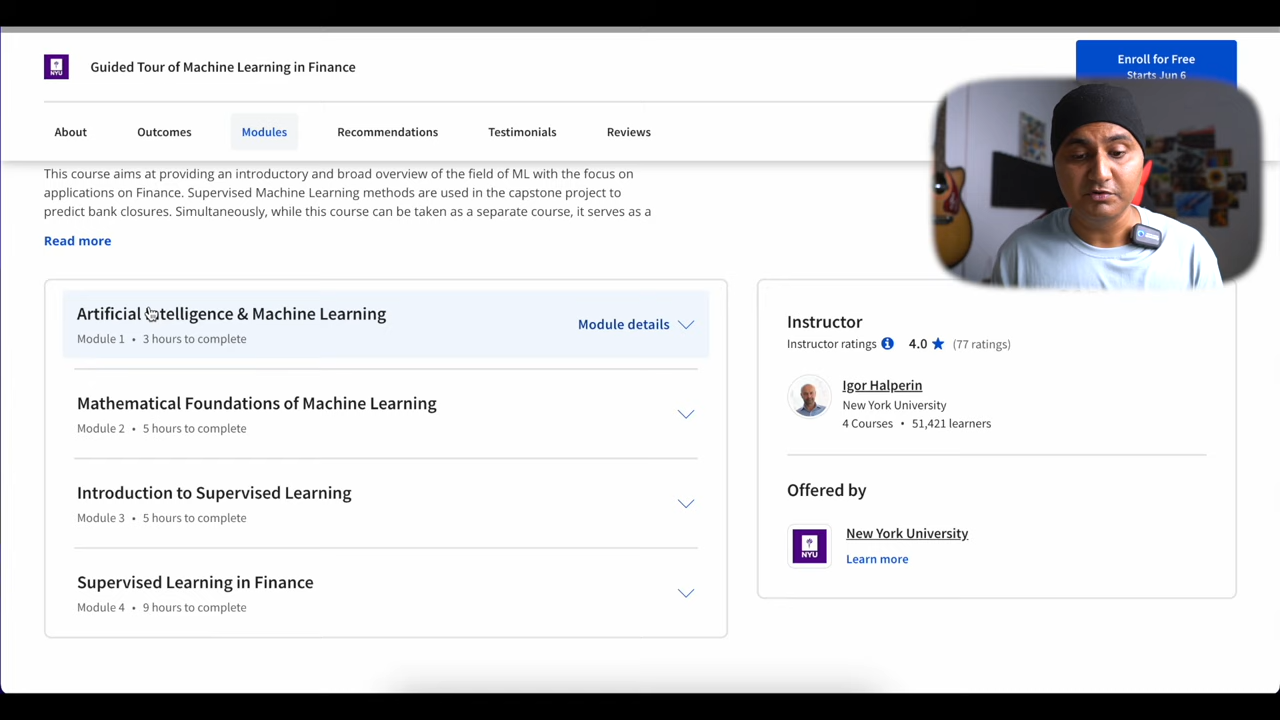 NYU
Guided Tour of Machine Learning in Finance
Enroll for Free
Starts Jun 6
About
Outcomes
Modules
Recommendations
Testimonials
Reviews
This course aims at providing an introductory and broad overview of the field of ML with the focus on
applications on Finance. Supervised Machine Learning methods are used in the capstone project to
predict bank closures. Simultaneously, while this course can be taken as a separate course, it serves as a
Read more
Artificial Intelligence & Machine Learning
Module 1 • 3 hours to complete
Module details
Mathematical Foundations of Machine Learning
Module 2 • 5 hours to complete
Introduction to Supervised Learning
Module 3 • 5 hours to complete
Supervised Learning in Finance
Module 4 • 9 hours to complete
Instructor
Instructor ratings 4.0 (77 ratings)
Igor Halperin
New York University
4 Courses • 51,421 learners
Offered by
NYU
New York University
Learn more